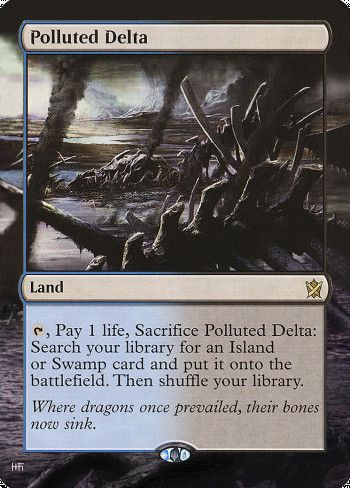 Polluted Delta
Land
, Pay 1 life, Sacrifice Polluted Delta:
Search your library for an Island
or Swamp card and put it onto the
battlefield. Then shuffle your library.
Where dragons once prevailed, their bones
now sink.